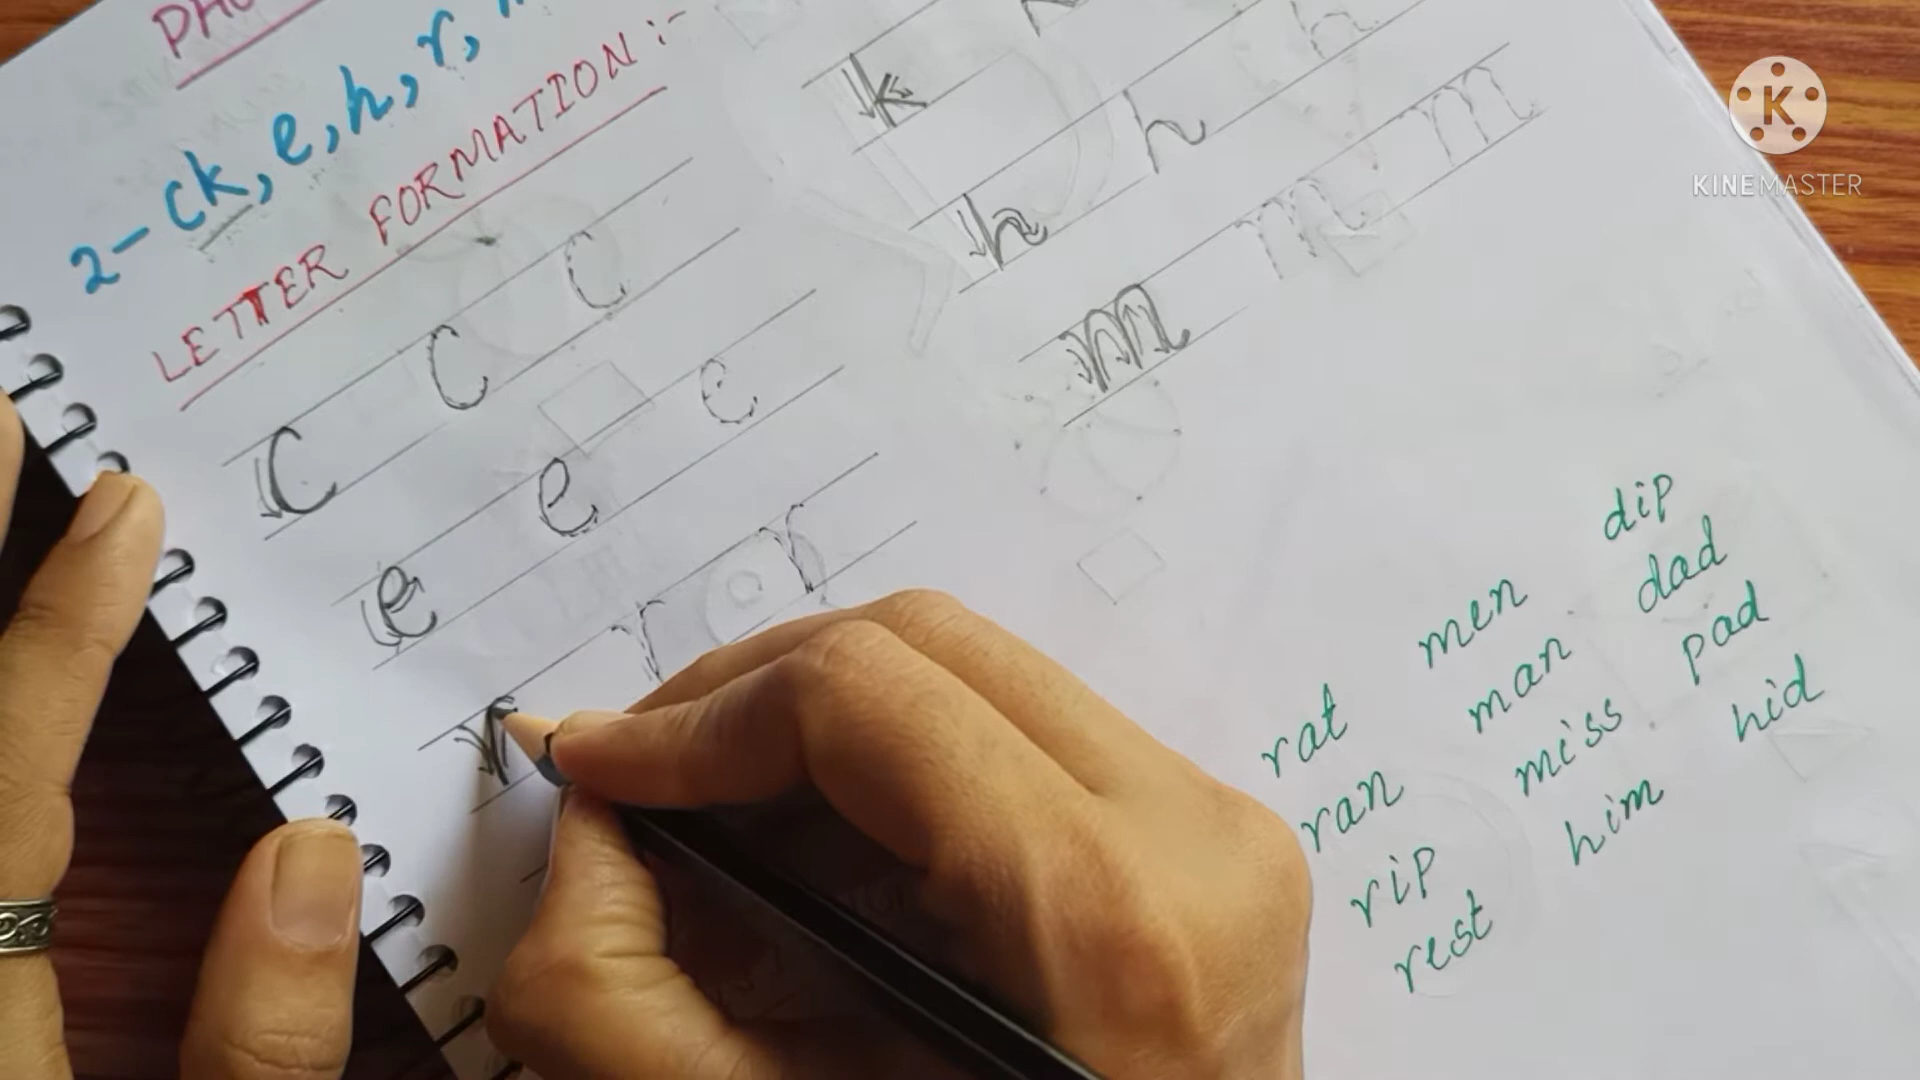 2-ck, e, h, r,
LETTER FORMATION :-
c c c
e e e
r r r
k
h h h
m m m
rat
ran
rip
rest
men
man
miss
him
dip
dad
pad
hid
K
KINEMASTER